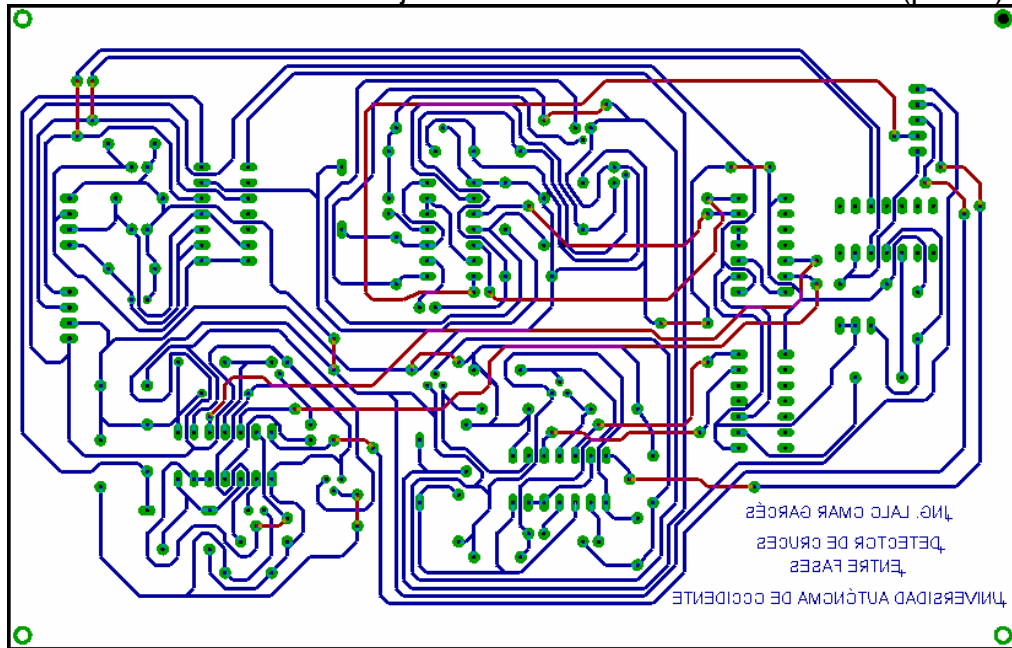 ING. LALO OMAR GARCÉS
DETECTOR DE CRUCES
ENTRE FASES
UNIVERSIDAD AUTÓNOMA DE OCCIDENTE